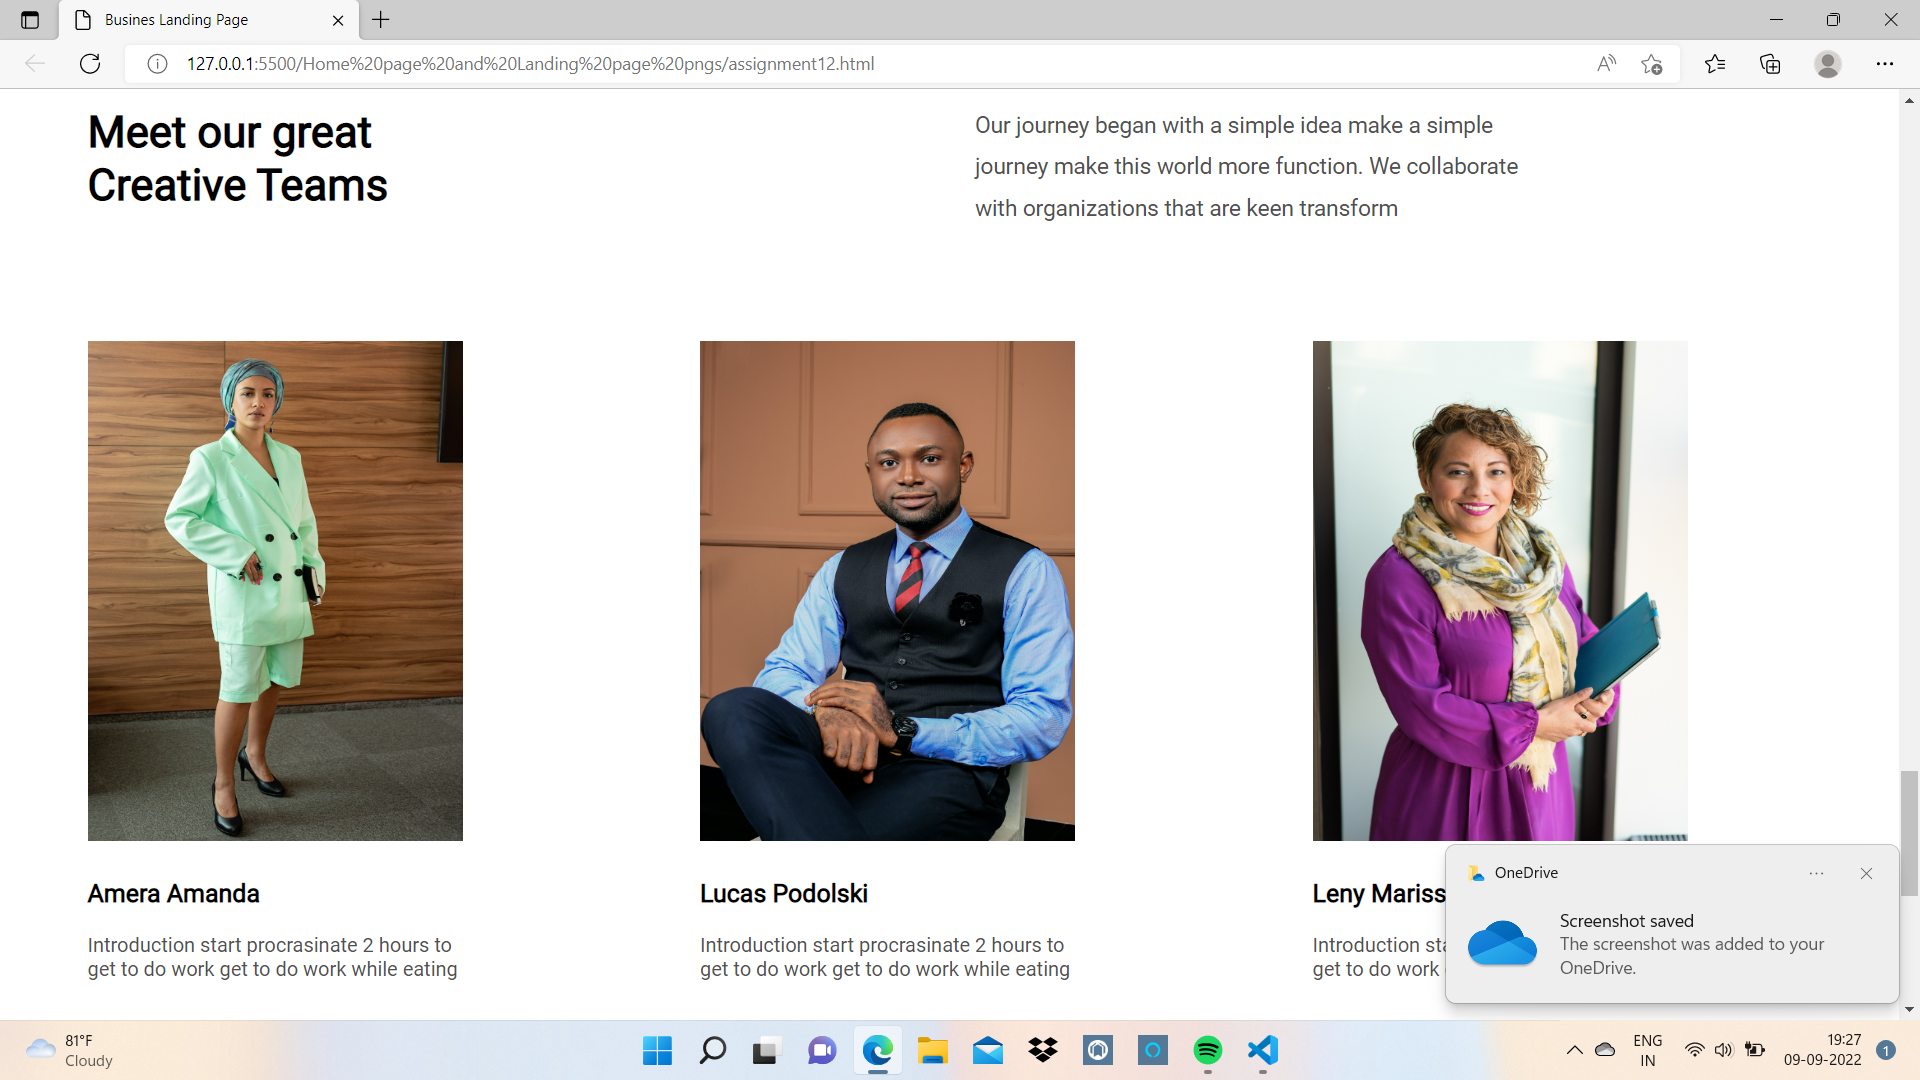 Busines Landing Page
127.0.0.1:5500/Home%20page%20and%20Landing%20page%20pngs/assignment12.html
Meet our great
Creative Teams
Our journey began with a simple idea make a simple
journey make this world more function. We collaborate
with organizations that are keen transform
Amera Amanda
Introduction start procrasinate 2 hours to
get to do work get to do work while eating
Lucas Podolski
Introduction start procrasinate 2 hours to
get to do work get to do work while eating
Leny Mariss
Introduction sta
get to do work
OneDrive
Screenshot saved
The screenshot was added to your
OneDrive.
81°F
Cloudy
ENG
IN
19:27
09-09-2022
1